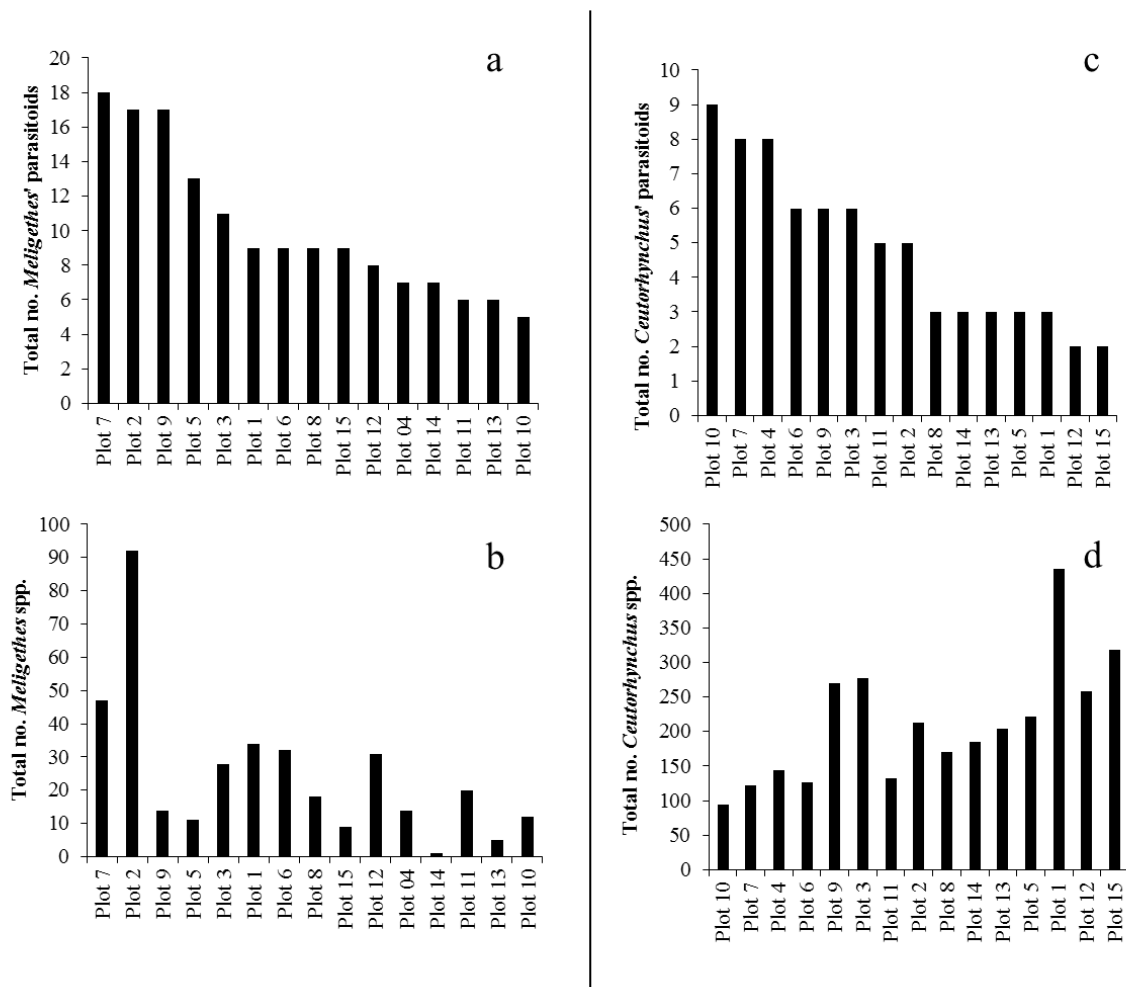 a
Total no. Meligethes' parasitoids
20
18
16
14
12
10
8
6
4
2
0
Plot 7
Plot 2
Plot 9
Plot 5
Plot 3
Plot 1
Plot 6
Plot 8
Plot 15
Plot 12
Plot 04
Plot 14
Plot 11
Plot 13
Plot 10
b
Total no. Meligethes spp.
100
90
80
70
60
50
40
30
20
10
0
Plot 7
Plot 2
Plot 9
Plot 5
Plot 3
Plot 1
Plot 6
Plot 8
Plot 15
Plot 12
Plot 04
Plot 14
Plot 11
Plot 13
Plot 10
c
Total no. Ceutorhynchus' parasitoids
10
9
8
7
6
5
4
3
2
1
0
Plot 10
Plot 7
Plot 4
Plot 6
Plot 9
Plot 3
Plot 11
Plot 2
Plot 8
Plot 14
Plot 13
Plot 5
Plot 1
Plot 12
Plot 15
d
Total no. Ceutorhynchus spp.
500
450
400
350
300
250
200
150
100
50
0
Plot 10
Plot 7
Plot 4
Plot 6
Plot 9
Plot 3
Plot 11
Plot 2
Plot 8
Plot 14
Plot 13
Plot 5
Plot 1
Plot 12
Plot 15